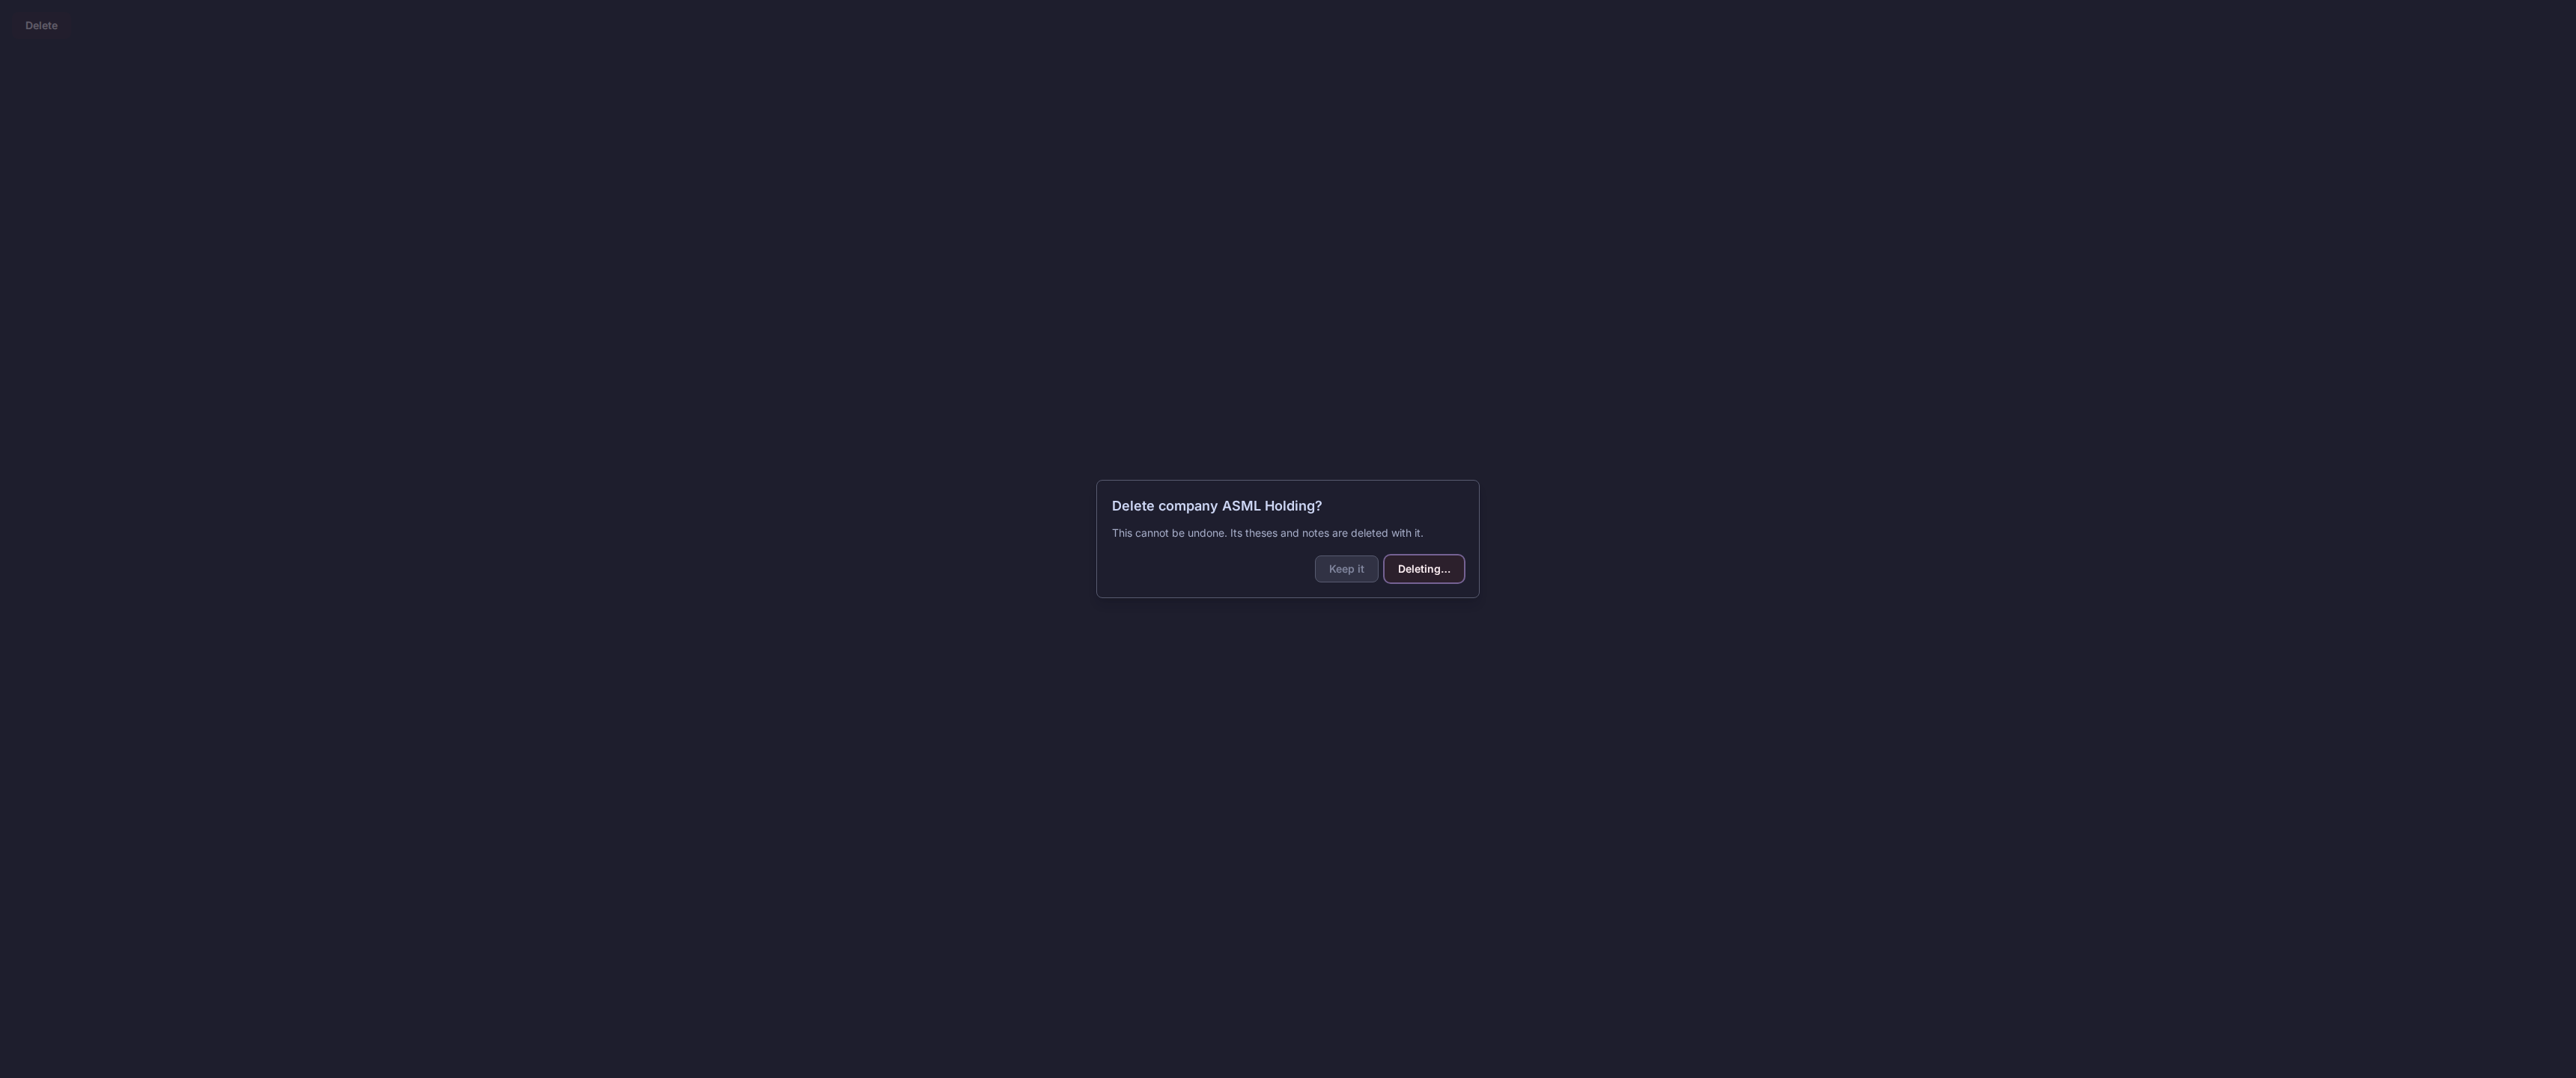 Delete
Delete company ASML Holding?
This cannot be undone. Its theses and notes are deleted with it.
Keep it
Deleting...